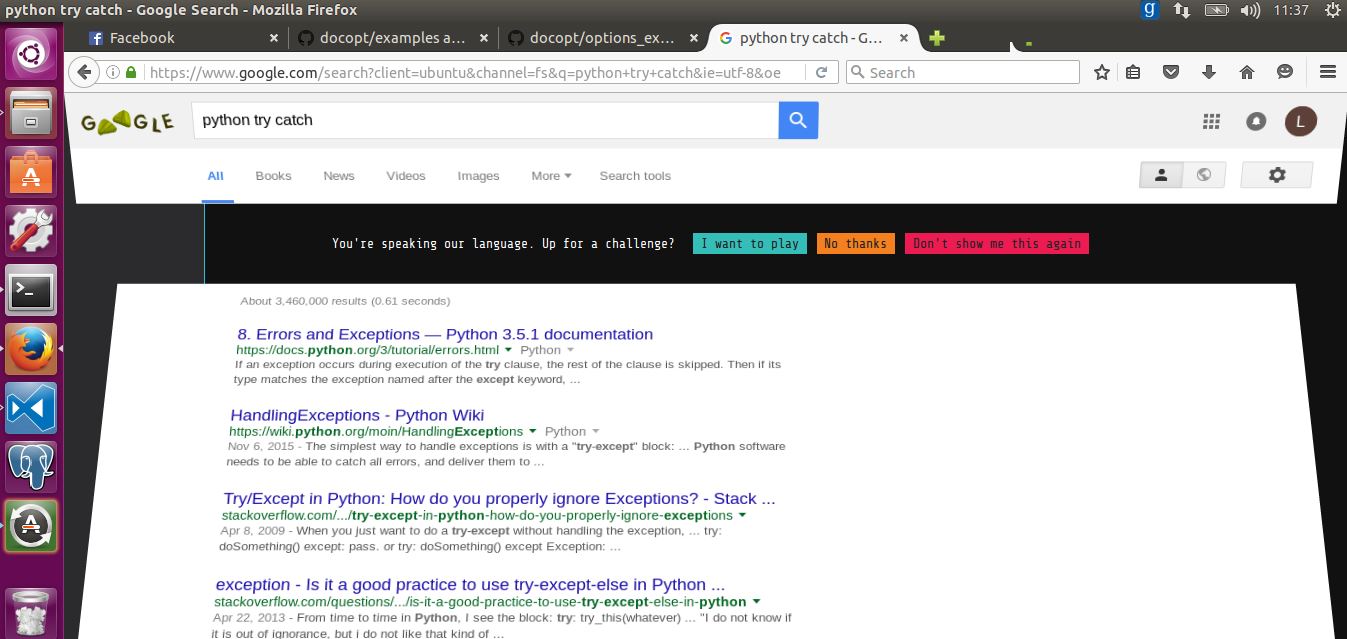 python try catch - Google Search - Mozilla Firefox
11:37
Facebook
docopt/examples a...
docopt/options_ex...
python try catch - G...
https://www.google.com/search?client=ubuntu&channel=fs&q=python+try+catch&ie=utf-8&oe
Search
GOOGLE
python try catch
L
All Books News Videos Images More Search tools
You're speaking our language. Up for a challenge? I want to play No thanks Don't show me this again
About 3,460,000 results (0.61 seconds)
8. Errors and Exceptions — Python 3.5.1 documentation
https://docs.python.org/3/tutorial/errors.html Python
If an exception occurs during execution of the try clause, the rest of the clause is skipped. Then if its
type matches the exception named after the except keyword, ...
HandlingExceptions - Python Wiki
https://wiki.python.org/moin/HandlingExceptions Python
Nov 6, 2015 - The simplest way to handle exceptions is with a "try-except" block: ... Python software
needs to be able to catch all errors, and deliver them to ...
Try/Except in Python: How do you properly ignore Exceptions? - Stack ...
stackoverflow.com/.../try-except-in-python-how-do-you-properly-ignore-exceptions
Apr 8, 2009 - When you just want to do a try-except without handling the exception, ... try:
doSomething() except: pass. or try: doSomething() except Exception: ...
exception - Is it a good practice to use try-except-else in Python ...
stackoverflow.com/questions/.../is-it-a-good-practice-to-use-try-except-else-in-python
Apr 22, 2013 - From time to time in Python, I see the block: try: try_this(whatever) ... "I do not know if
it is out of ignorance, but i do not like that kind of ...